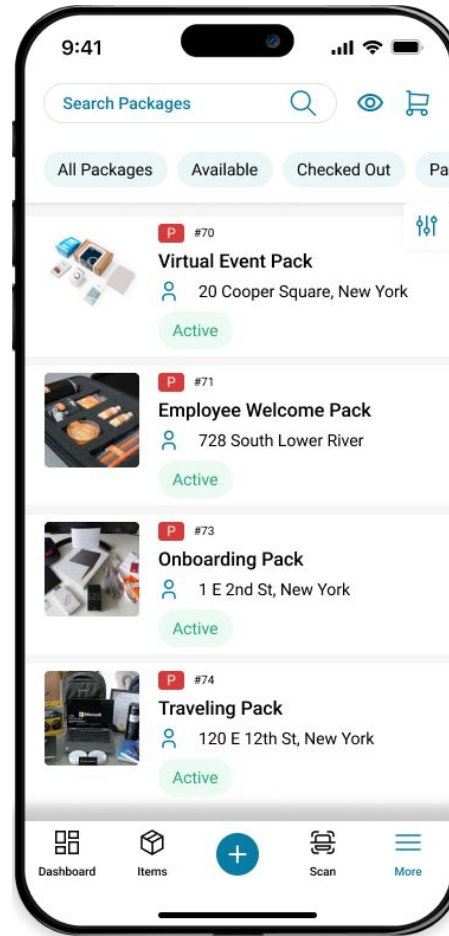 9:41
Search Packages
All Packages Available Checked Out Pa
P #70
Virtual Event Pack
20 Cooper Square, New York
Active
P #71
Employee Welcome Pack
728 South Lower River
Active
P #73
Onboarding Pack
1 E 2nd St, New York
Active
P #74
Traveling Pack
Microsoft
120 E 12th St, New York
Active
Dashboard Items Scan More